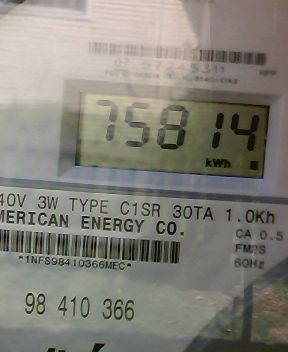 75814
kWh
40V 3W TYPE C1SR 30TA 1.0Kh
MERICAN ENERGY CO.
CA 0.5
FM2S
60Hz
*1NFS98410366MEC*
98 410 366